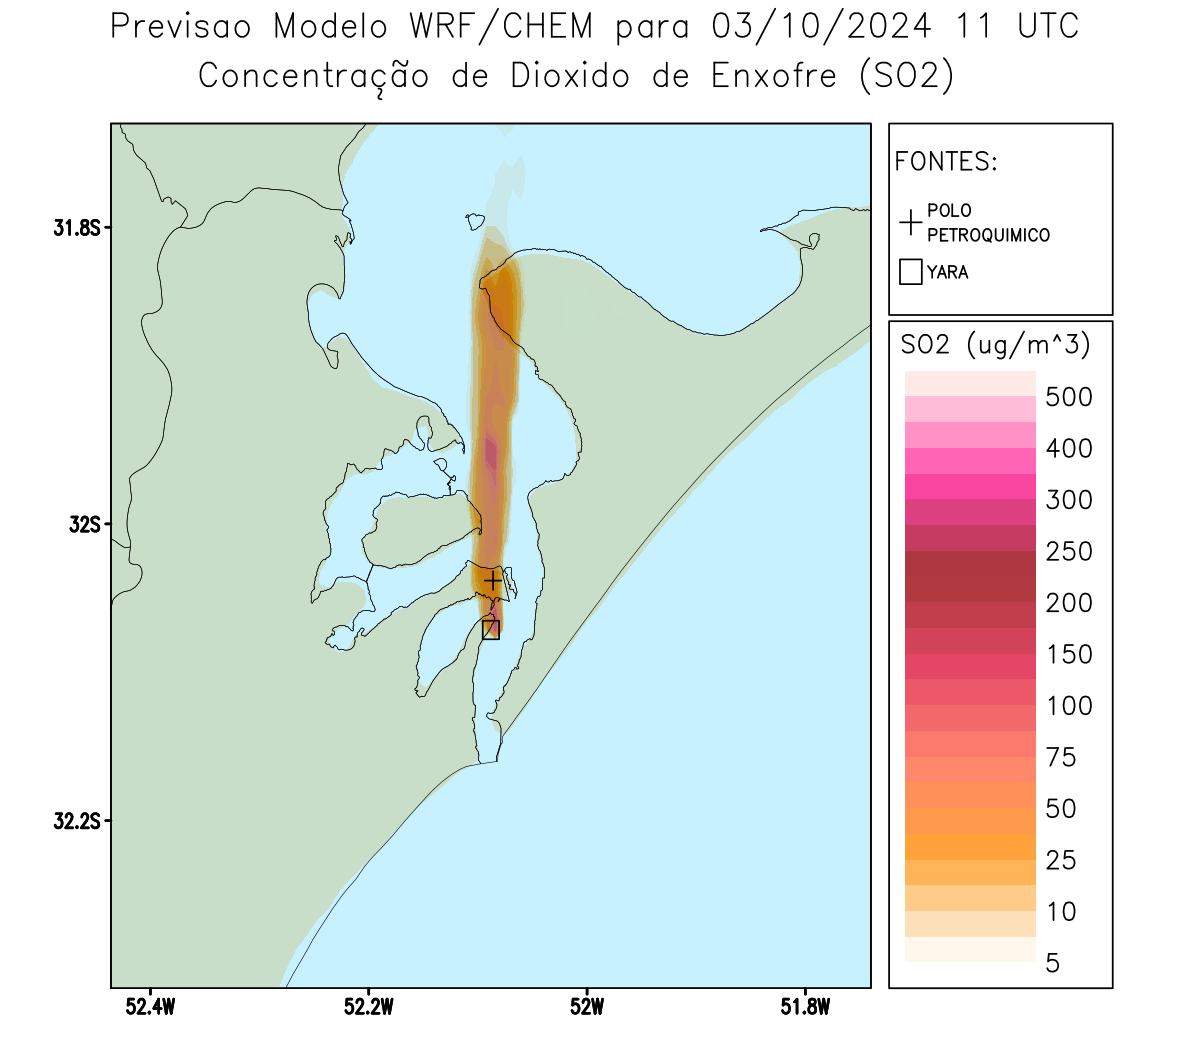 Previsao Modelo WRF/CHEM para 03/10/2024 11 UTC
Concentração de Dioxido de Enxofre (SO2)
FONTES:
POLO
PETROQUIMICO
YARA
SO2 (ug/m^3)
500
400
300
250
200
150
100
75
50
25
10
5
31.8S
32S
32.2S
52.4W
52.2W
52W
51.8W